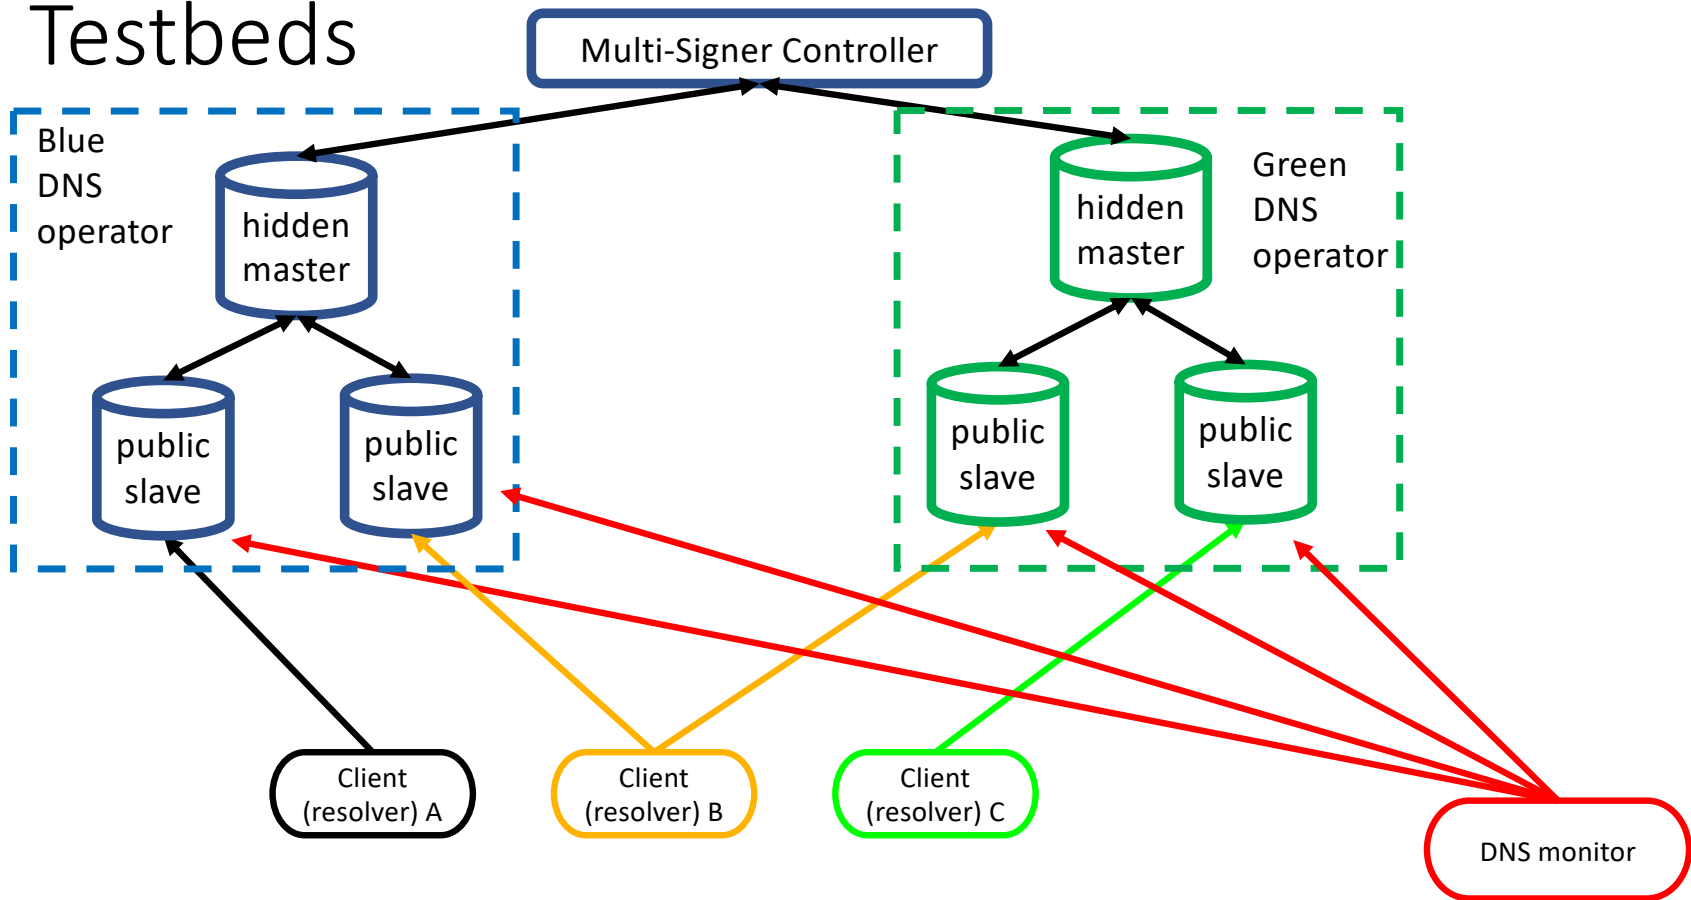 Testbeds
Multi-Signer Controller
Blue
DNS
operator
hidden
master
public
slave
public
slave
hidden
master
Green
DNS
operator
public
slave
public
slave
Client
(resolver) A
Client
(resolver) B
Client
(resolver) C
DNS monitor